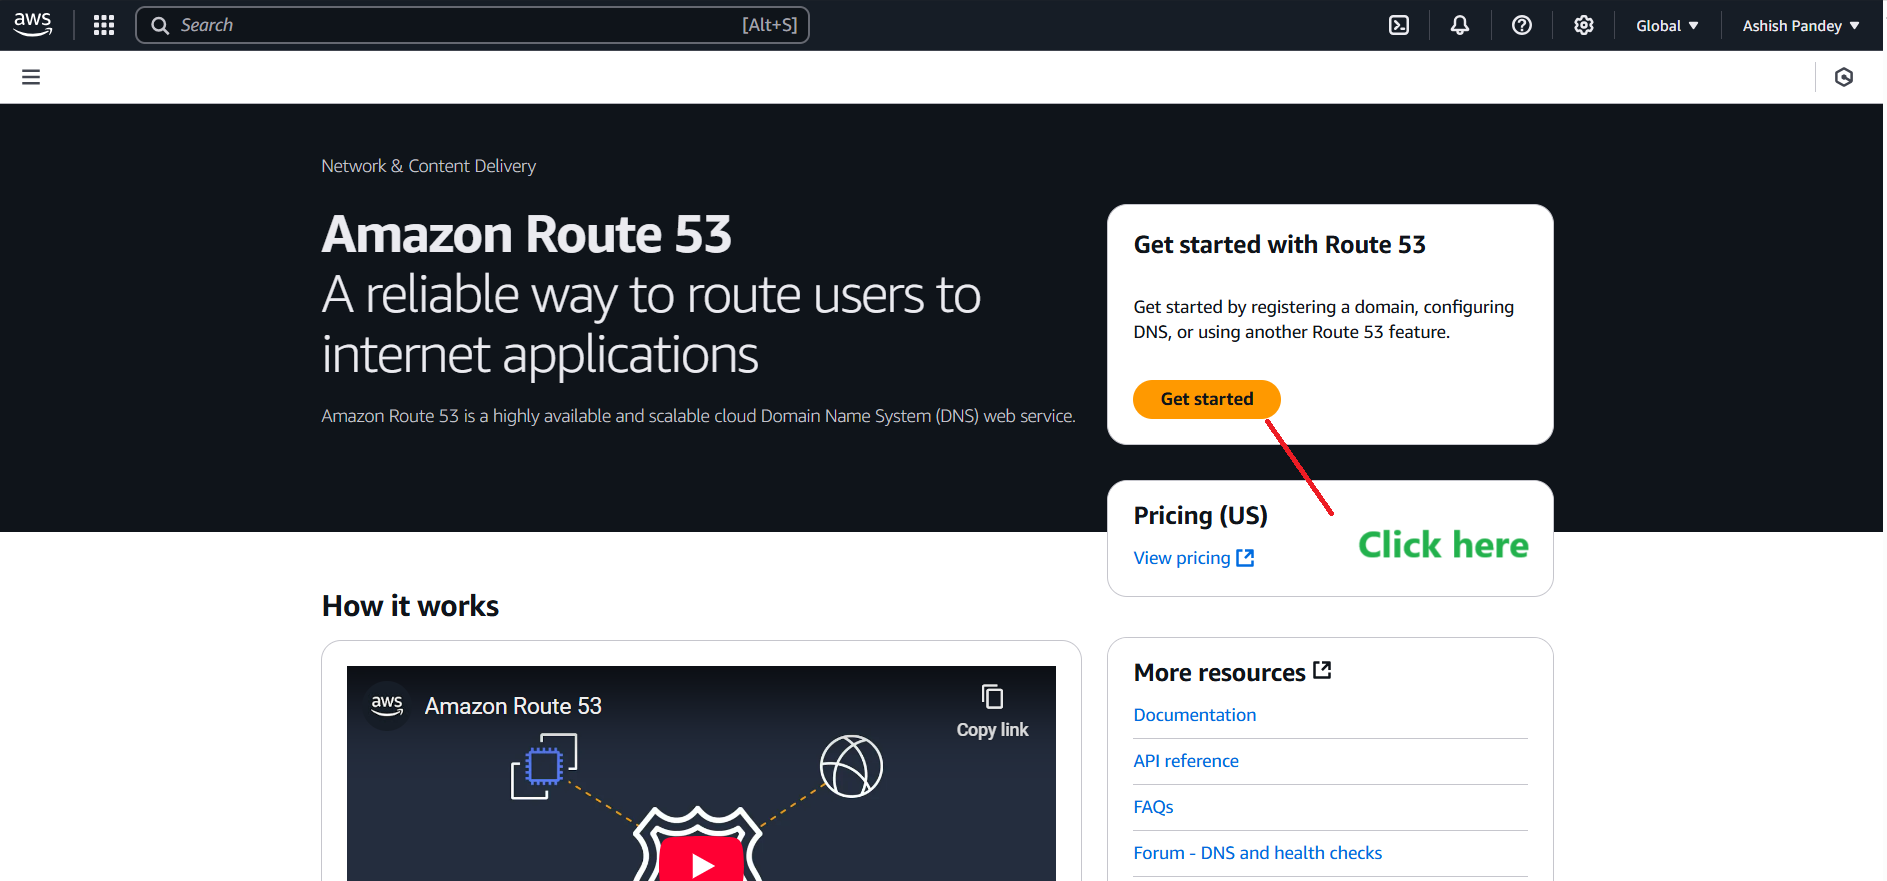 aws
Search
[Alt+S]
Global
Ashish Pandey
Network & Content Delivery
Amazon Route 53
A reliable way to route users to
internet applications
Amazon Route 53 is a highly available and scalable cloud Domain Name System (DNS) web service.
Get started with Route 53
Get started by registering a domain, configuring
DNS, or using another Route 53 feature.
Get started
Pricing (US)
View pricing
Click here
How it works
aws
Amazon Route 53
Copy link
More resources
Documentation
API reference
FAQs
Forum - DNS and health checks